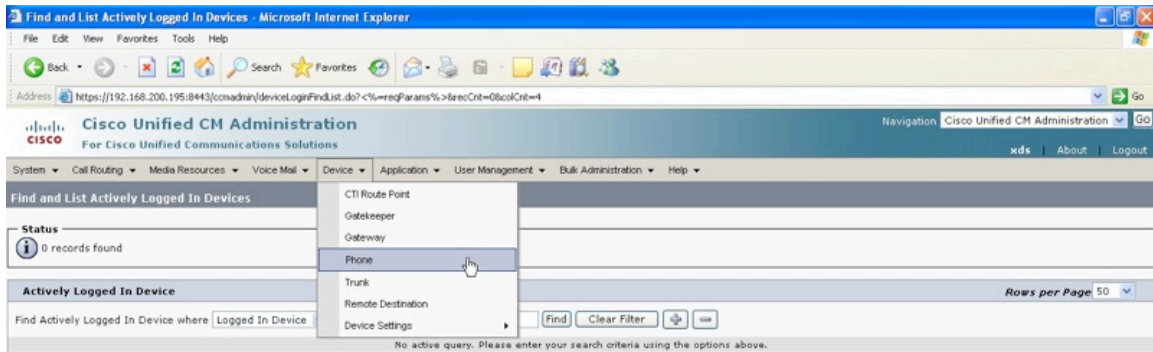 Find and List Actively Logged In Devices - Microsoft Internet Explorer
File Edit View Favorites Tools Help
Back Search Favorites
Address https://192.168.200.195:8443/ccmadmin/deviceLoginFindList.do?<%=reqParams%>&recCnt=0&colCnt=4 Go
CISCO Cisco Unified CM Administration Navigation Cisco Unified CM Administration Go
For Cisco Unified Communications Solutions xds | About | Logout
System Call Routing Media Resources Voice Mail Device Application User Management Bulk Administration Help
Find and List Actively Logged In Devices
CTI Route Point
Gatekeeper
Gateway
Phone
Trunk
Remote Destination
Device Settings
Status
0 records found
Actively Logged In Device Rows per Page 50
Find Actively Logged In Device where Logged In Device Find Clear Filter
No active query. Please enter your search criteria using the options above.